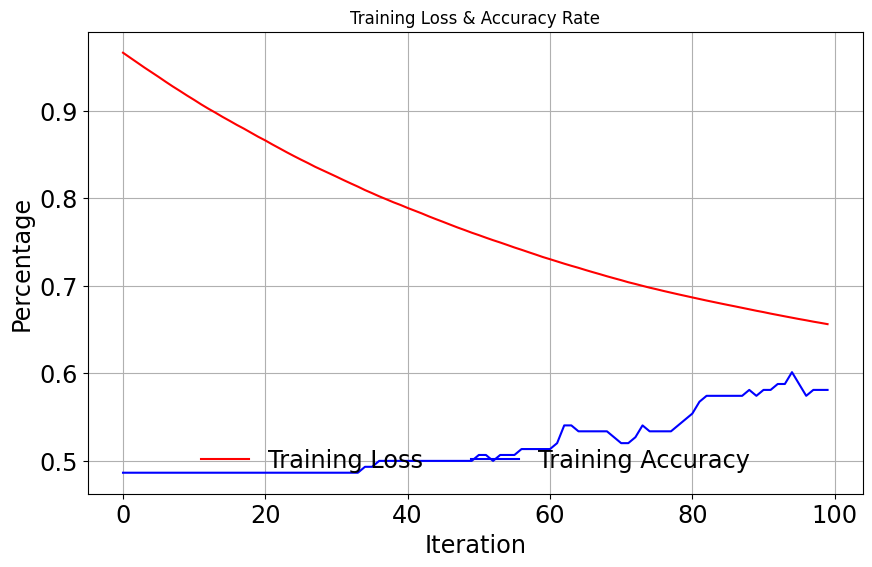 Training Loss & Accuracy Rate
Percentage
0.9
0.8
0.7
0.6
0.5
Training Loss
Training Accuracy
0 20 40 60 80 100
Iteration